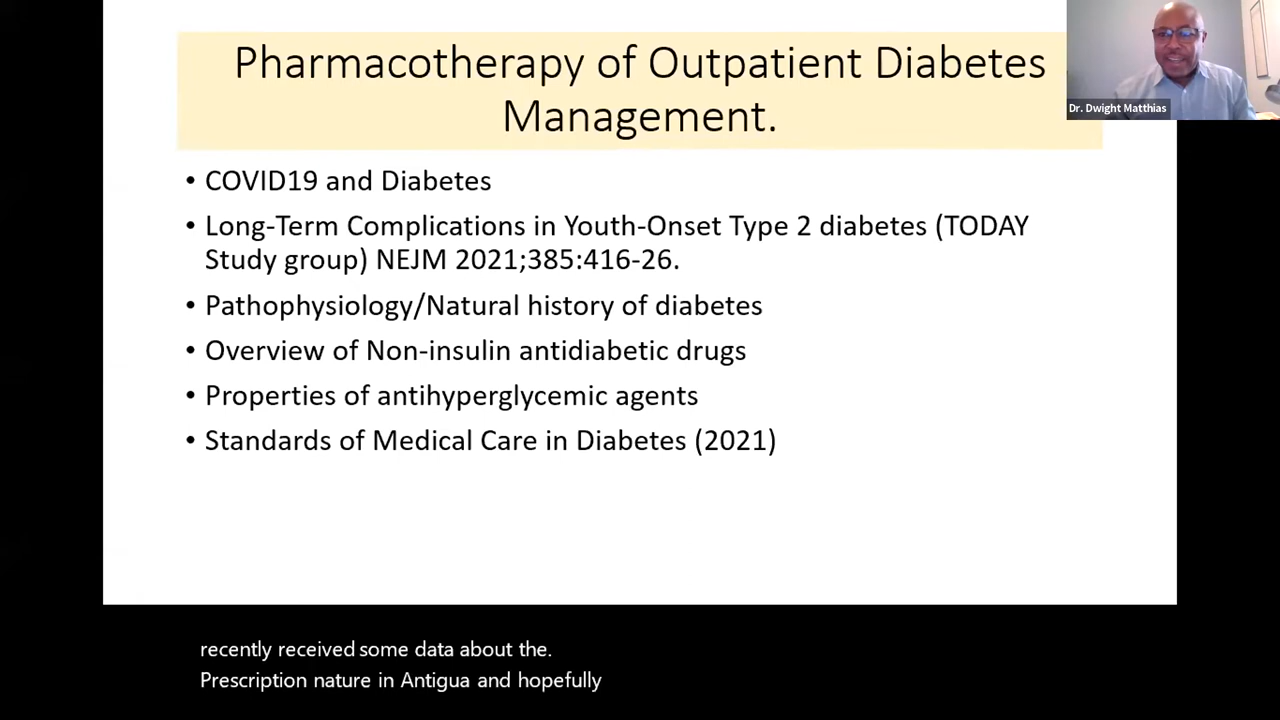 Pharmacotherapy of Outpatient Diabetes
Management.
Dr. Dwight Matthias
• COVID19 and Diabetes
• Long-Term Complications in Youth-Onset Type 2 diabetes (TODAY
Study group) NEJM 2021;385:416-26.
• Pathophysiology/Natural history of diabetes
• Overview of Non-insulin antidiabetic drugs
• Properties of antihyperglycemic agents
• Standards of Medical Care in Diabetes (2021)
recently received some data about the.
Prescription nature in Antigua and hopefully